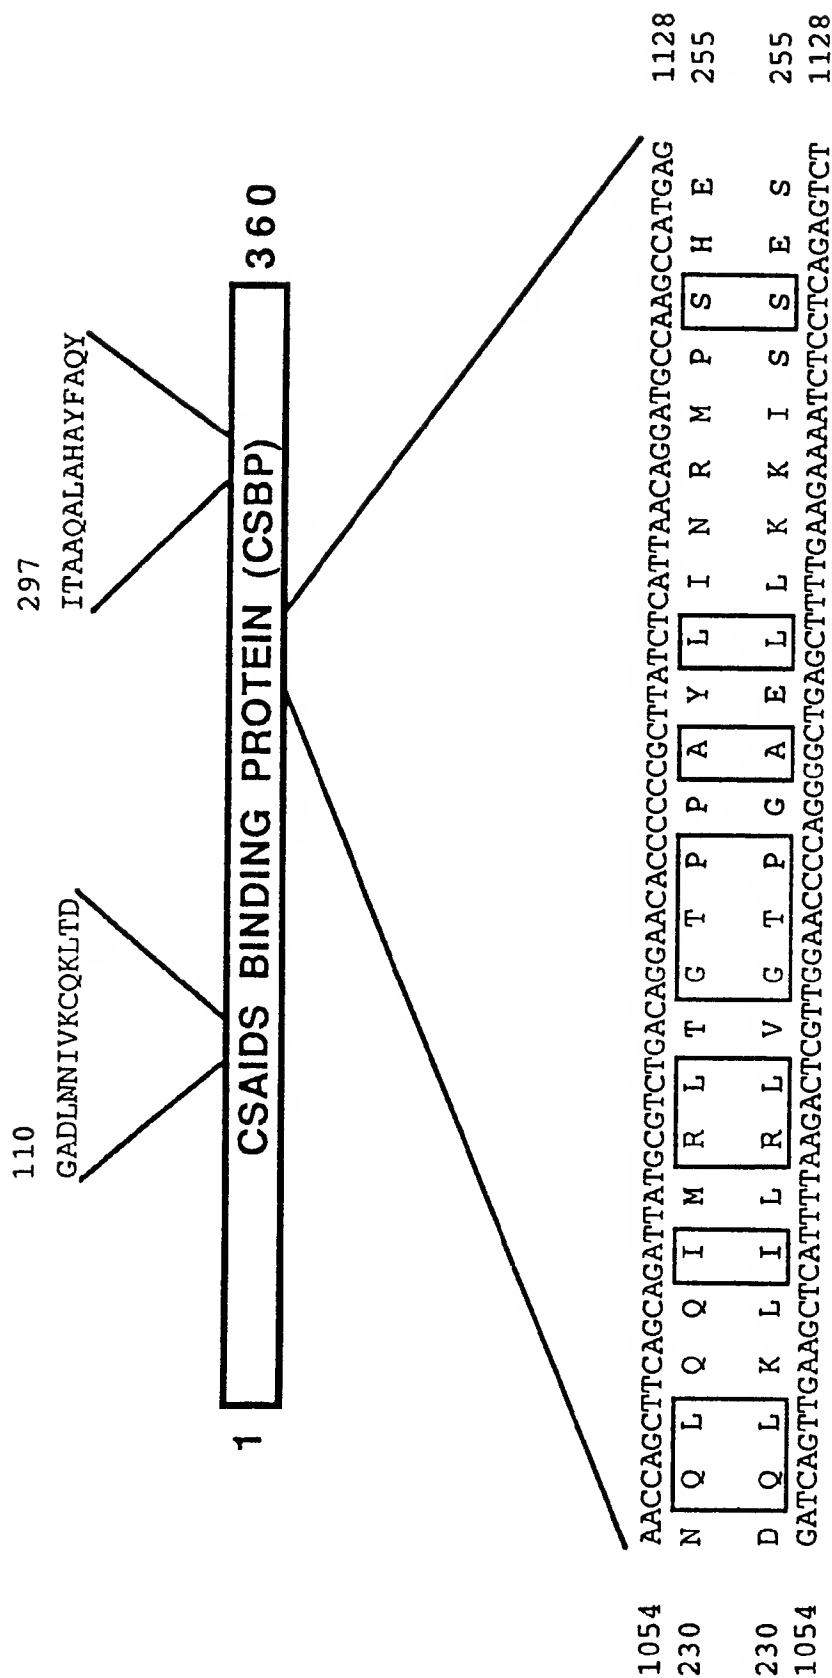 110
GADLNNIVKCQKLTD
297
ITAAQALAHAYFAQY
1 CSAIDS BINDING PROTEIN (CSBP) 360
1054 AACCAGCTTCAGCAGATTATGCGTCTGACAGGAACACCCCCCGCTTATCTCATTAACAGGATGCCAAGCCATGAG 1128
230 N Q L Q Q I M R L T G T P P A Y L I N R M P S H E 255
230 D Q L K L I L R L V G T P G A E L L K K I S S E S 255
1054 GATCAGTTGAAGCTCATTTTAAGACTCGTTGGAACCCCAGGGGCTGAGCTTTTGAAGAAAATCTCCTCAGAGTCT 1128